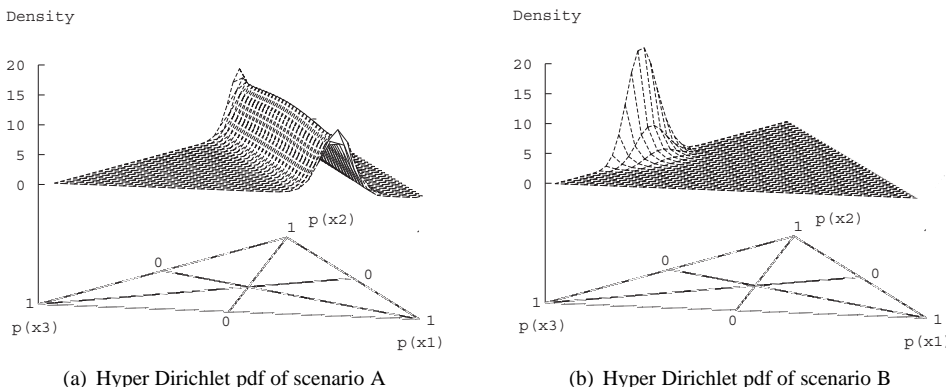 Density
20
15
10
5
0
1
p(x2)
0
0
1
p(x3)
0
1
p(x1)
(a) Hyper Dirichlet pdf of scenario A
Density
20
15
10
5
0
1
p(x2)
0
0
1
p(x3)
0
1
p(x1)
(b) Hyper Dirichlet pdf of scenario B